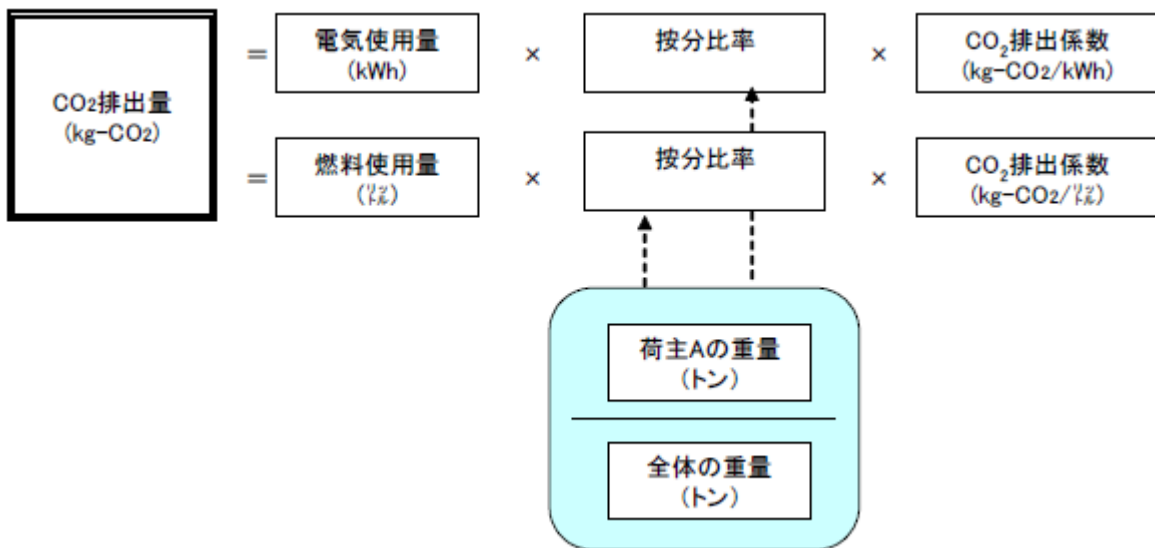 CO2排出量
(kg-CO2)
=
電気使用量
(kWh)
×
按分比率
×
CO2排出係数
(kg-CO2/kWh)
=
燃料使用量
(㍑)
×
按分比率
×
CO2排出係数
(kg-CO2/㍑)
荷主Aの重量
(トン)
全体の重量
(トン)